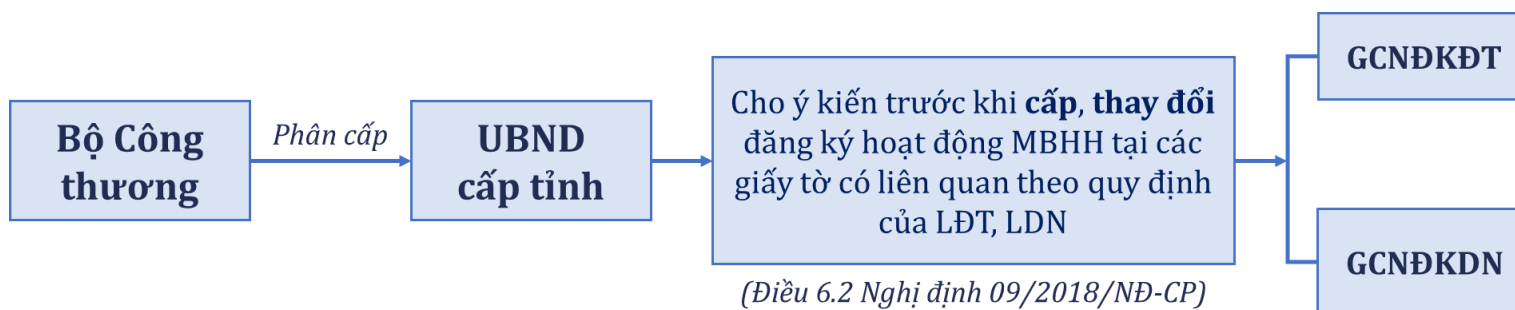 Bộ Công
thương
Phân cấp
UBND
cấp tỉnh
Cho ý kiến trước khi cấp, thay đổi
đăng ký hoạt động MBHH tại các
giấy tờ có liên quan theo quy định
của LĐT, LDN
(Điều 6.2 Nghị định 09/2018/NĐ-CP)
GCNĐKĐT
GCNĐKDN